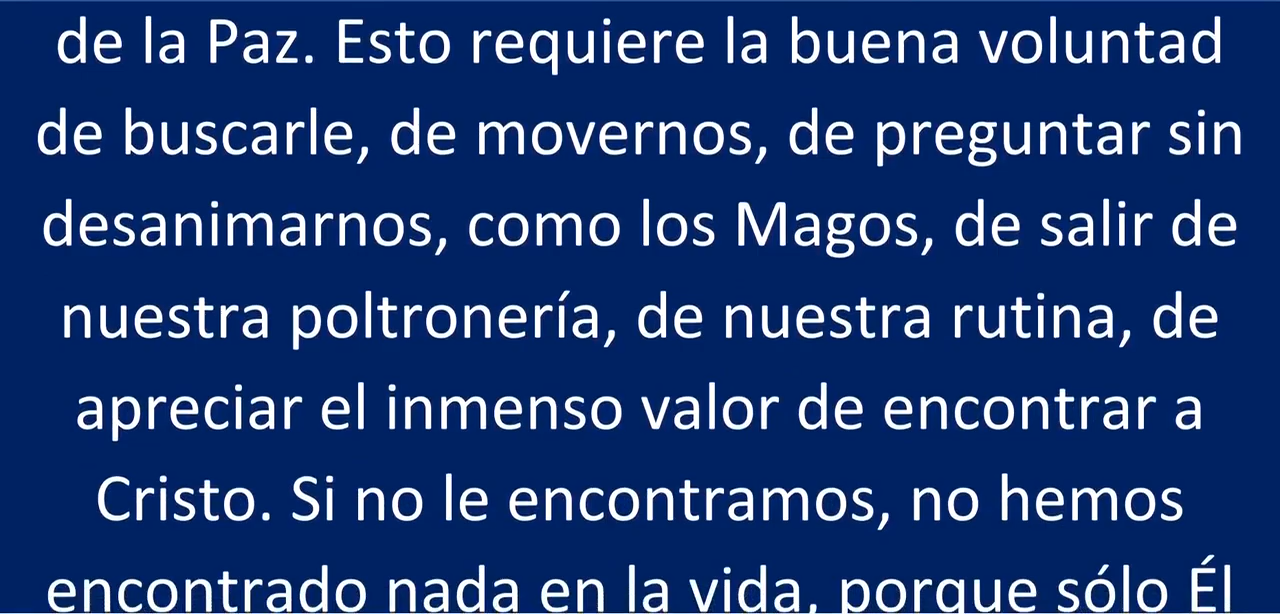 de la Paz. Esto requiere la buena voluntad
de buscarle, de movernos, de preguntar sin
desanimarnos, como los Magos, de salir de
nuestra poltronería, de nuestra rutina, de
apreciar el inmenso valor de encontrar a
Cristo. Si no le encontramos, no hemos
encontrado nada en la vida, porque sólo Él